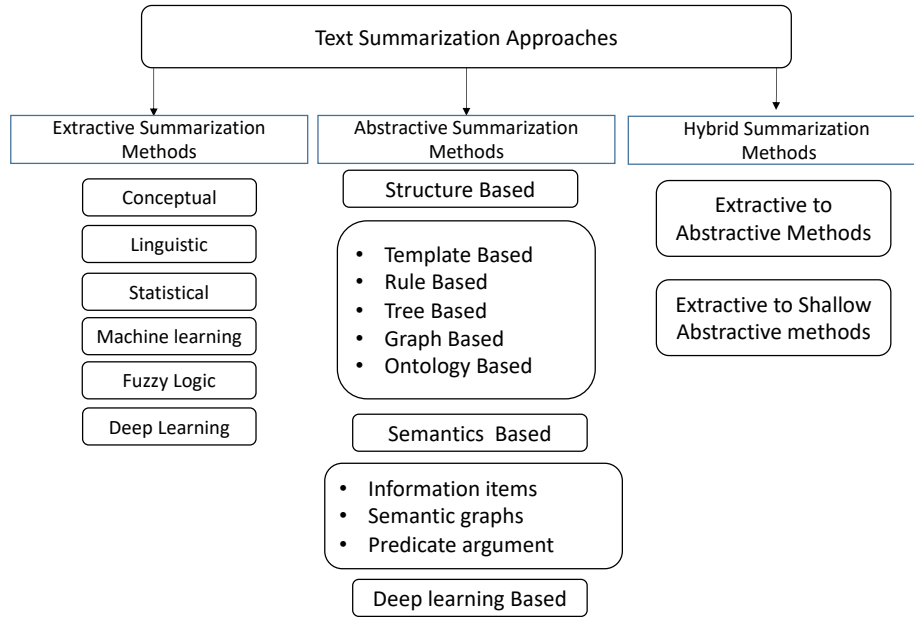 Text Summarization Approaches
Extractive Summarization
Methods
Conceptual
Linguistic
Statistical
Machine learning
Fuzzy Logic
Deep Learning
Abstractive Summarization
Methods
Structure Based
• Template Based
• Rule Based
• Tree Based
• Graph Based
• Ontology Based
Semantics Based
• Information items
• Semantic graphs
• Predicate argument
Deep learning Based
Hybrid Summarization
Methods
Extractive to
Abstractive Methods
Extractive to Shallow
Abstractive methods